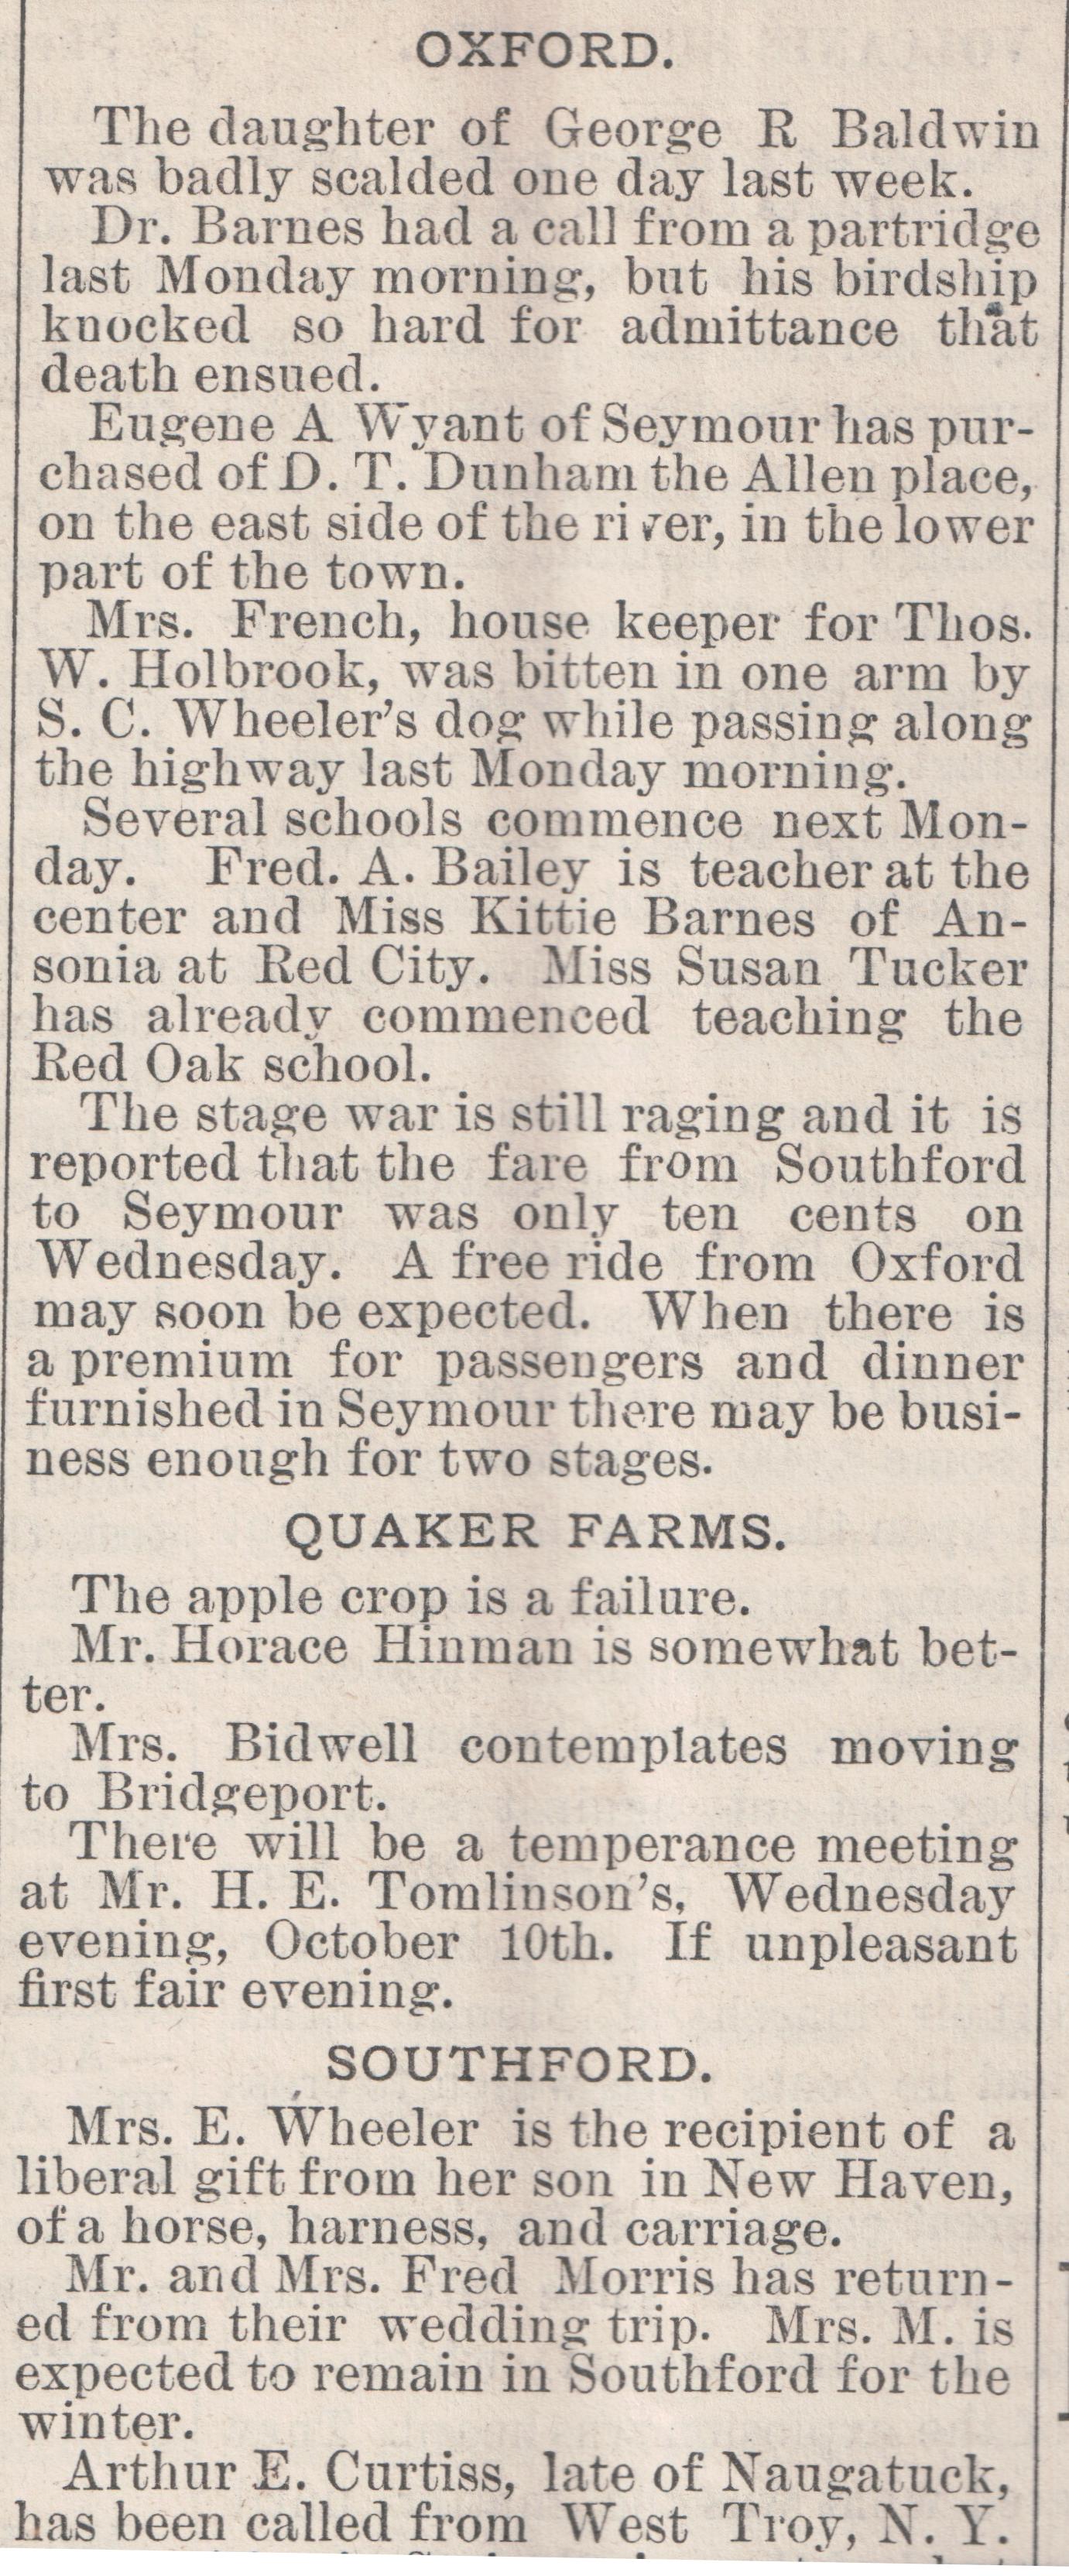 OXFORD.
The daughter of George R Baldwin
was badly scalded one day last week.
Dr. Barnes had a call from a partridge
last Monday morning, but his birdship
knocked so hard for admittance that
death ensued.
Eugene A Wyant of Seymour has pur-
chased of D. T. Dunham the Allen place,
on the east side of the river, in the lower
part of the town.
Mrs. French, house keeper for Thos.
W. Holbrook, was bitten in one arm by
S. C. Wheeler's dog while passing along
the highway last Monday morning.
Several schools commence next Mon-
day. Fred. A. Bailey is teacher at the
center and Miss Kittie Barnes of An-
sonia at Red City. Miss Susan Tucker
has already commenced teaching the
Red Oak school.
The stage war is still raging and it is
reported that the fare from Southford
to Seymour was only ten cents on
Wednesday. A free ride from Oxford
may soon be expected. When there is
a premium for passengers and dinner
furnished in Seymour there may be busi-
ness enough for two stages.
QUAKER FARMS.
The apple crop is a failure.
Mr. Horace Hinman is somewhat bet-
ter.
Mrs. Bidwell contemplates moving
to Bridgeport.
There will be a temperance meeting
at Mr. H. E. Tomlinson's, Wednesday
evening, October 10th. If unpleasant
first fair evening.
SOUTHFORD.
Mrs. E. Wheeler is the recipient of a
liberal gift from her son in New Haven,
of a horse, harness, and carriage.
Mr. and Mrs. Fred Morris has return-
ed from their wedding trip. Mrs. M. is
expected to remain in Southford for the
winter.
Arthur E. Curtiss, late of Naugatuck,
has been called from West Troy, N. Y.